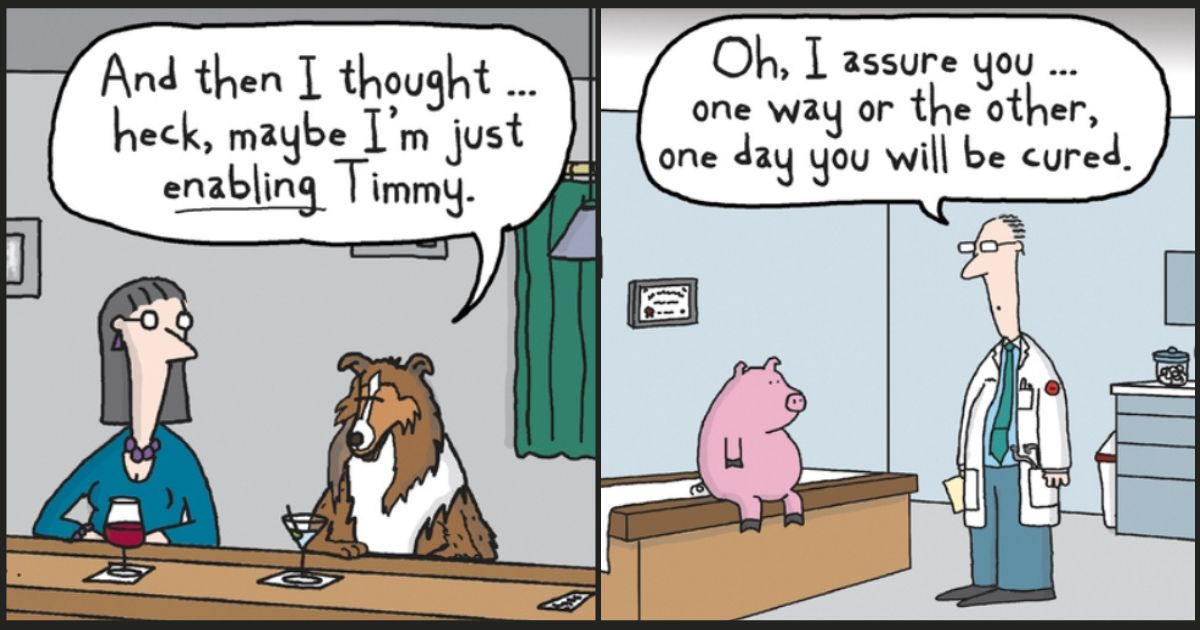 And then I thought ...
heck, maybe I'm just
enabling Timmy.
Oh, I assure you ...
one way or the other,
one day you will be cured.